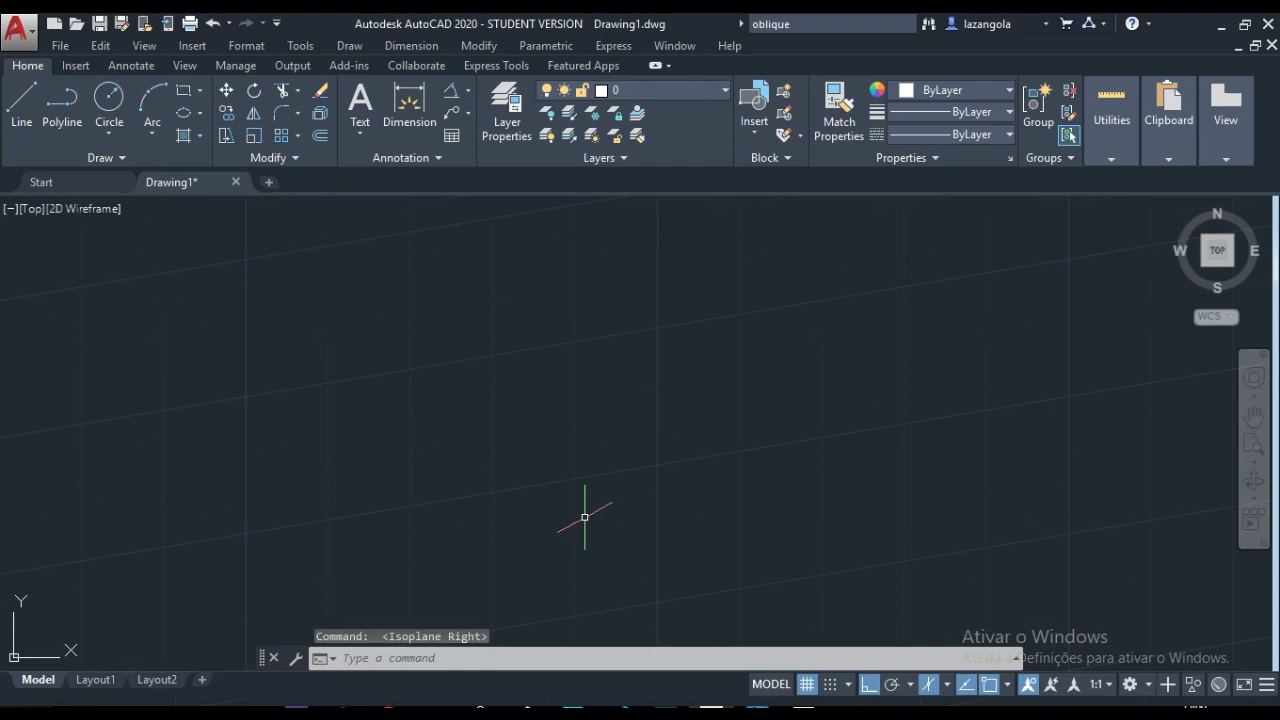 Autodesk AutoCAD 2020 - STUDENT VERSION Drawing1.dwg oblique lazangola
File Edit View Insert Format Tools Draw Dimension Modify Parametric Express Window Help
Home Insert Annotate View Manage Output Add-ins Collaborate Express Tools Featured Apps
0 ByLayer
ByLayer
ByLayer
Line Polyline Circle Arc Text Dimension Layer Properties Insert Match Properties Group Utilities Clipboard View
Draw Modify Annotation Layers Block Properties Groups
Start Drawing1*
[−][Top][2D Wireframe]
N
W TOP E
S
WCS
Y
X
Command: <Isoplane Right>
Type a command
Ativar o Windows
Aceda a Definições para ativar o Windows.
Model Layout1 Layout2
MODEL 1:1